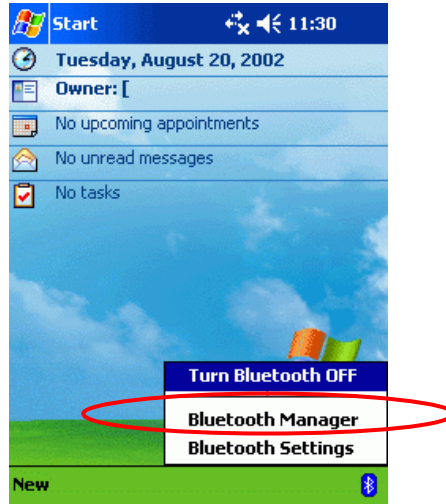 Start 11:30
Tuesday, August 20, 2002
Owner: [
No upcoming appointments
No unread messages
No tasks
Turn Bluetooth OFF
Bluetooth Manager
Bluetooth Settings
New